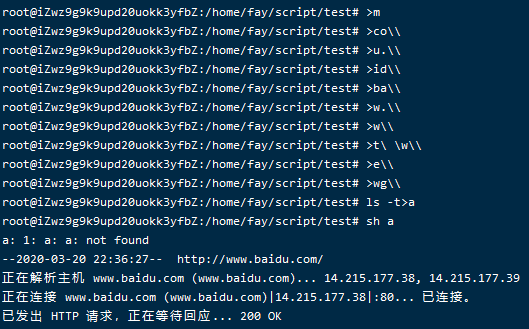 root@iZwz9g9k9upd20uokk3yfbZ:/home/fay/script/test# >m
root@iZwz9g9k9upd20uokk3yfbZ:/home/fay/script/test# >co\\
root@iZwz9g9k9upd20uokk3yfbZ:/home/fay/script/test# >u.\\
root@iZwz9g9k9upd20uokk3yfbZ:/home/fay/script/test# >id\\
root@iZwz9g9k9upd20uokk3yfbZ:/home/fay/script/test# >ba\\
root@iZwz9g9k9upd20uokk3yfbZ:/home/fay/script/test# >w.\\
root@iZwz9g9k9upd20uokk3yfbZ:/home/fay/script/test# >w\\
root@iZwz9g9k9upd20uokk3yfbZ:/home/fay/script/test# >t\ \w\\
root@iZwz9g9k9upd20uokk3yfbZ:/home/fay/script/test# >e\\
root@iZwz9g9k9upd20uokk3yfbZ:/home/fay/script/test# >wg\\
root@iZwz9g9k9upd20uokk3yfbZ:/home/fay/script/test# ls -t>a
root@iZwz9g9k9upd20uokk3yfbZ:/home/fay/script/test# sh a
a: 1: a: a: not found
--2020-03-20 22:36:27--  http://www.baidu.com/
正在解析主机 www.baidu.com (www.baidu.com)... 14.215.177.38, 14.215.177.39
正在连接 www.baidu.com (www.baidu.com)|14.215.177.38|:80... 已连接。
已发出 HTTP 请求，正在等待回应... 200 OK